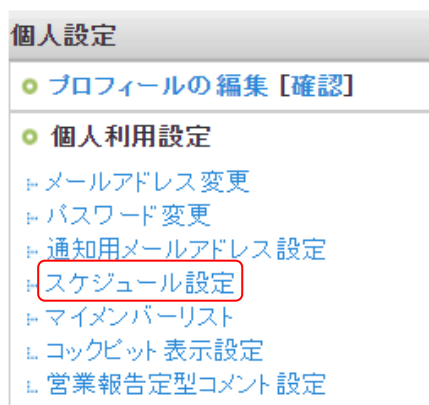 個人設定
プロフィールの編集 [確認]
個人利用設定
メールアドレス変更
パスワード変更
通知用メールアドレス設定
スケジュール設定
マイメンバーリスト
コックピット表示設定
営業報告定型コメント設定